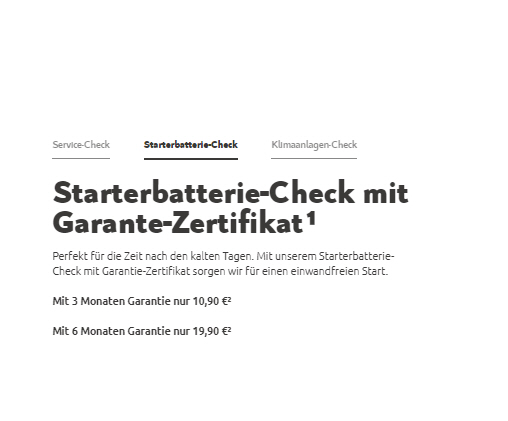 Service-Check Starterbatterie-Check Klimaanlagen-Check
Starterbatterie-Check mit
Garante-Zertifikat¹
Perfekt für die Zeit nach den kalten Tagen. Mit unserem Starterbatterie-
Check mit Garantie-Zertifikat sorgen wir für einen einwandfreien Start.
Mit 3 Monaten Garantie nur 10,90 €²
Mit 6 Monaten Garantie nur 19,90 €²